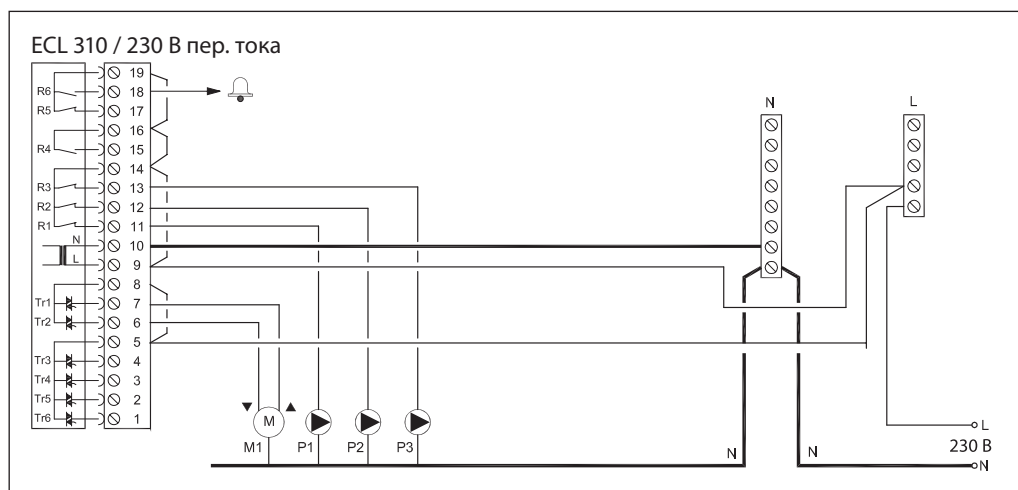 ECL 310 / 230 В пер. тока
19
R6 18
R5 17
16
R4 15
14
R3 13
R2 12
R1 11
N 10
L 9
8
Tr1 7
Tr2 6
5
Tr3 4
Tr4 3
Tr5 2
Tr6 1
N
L
M
M1 P1 P2 P3
N N
L
230 В
N